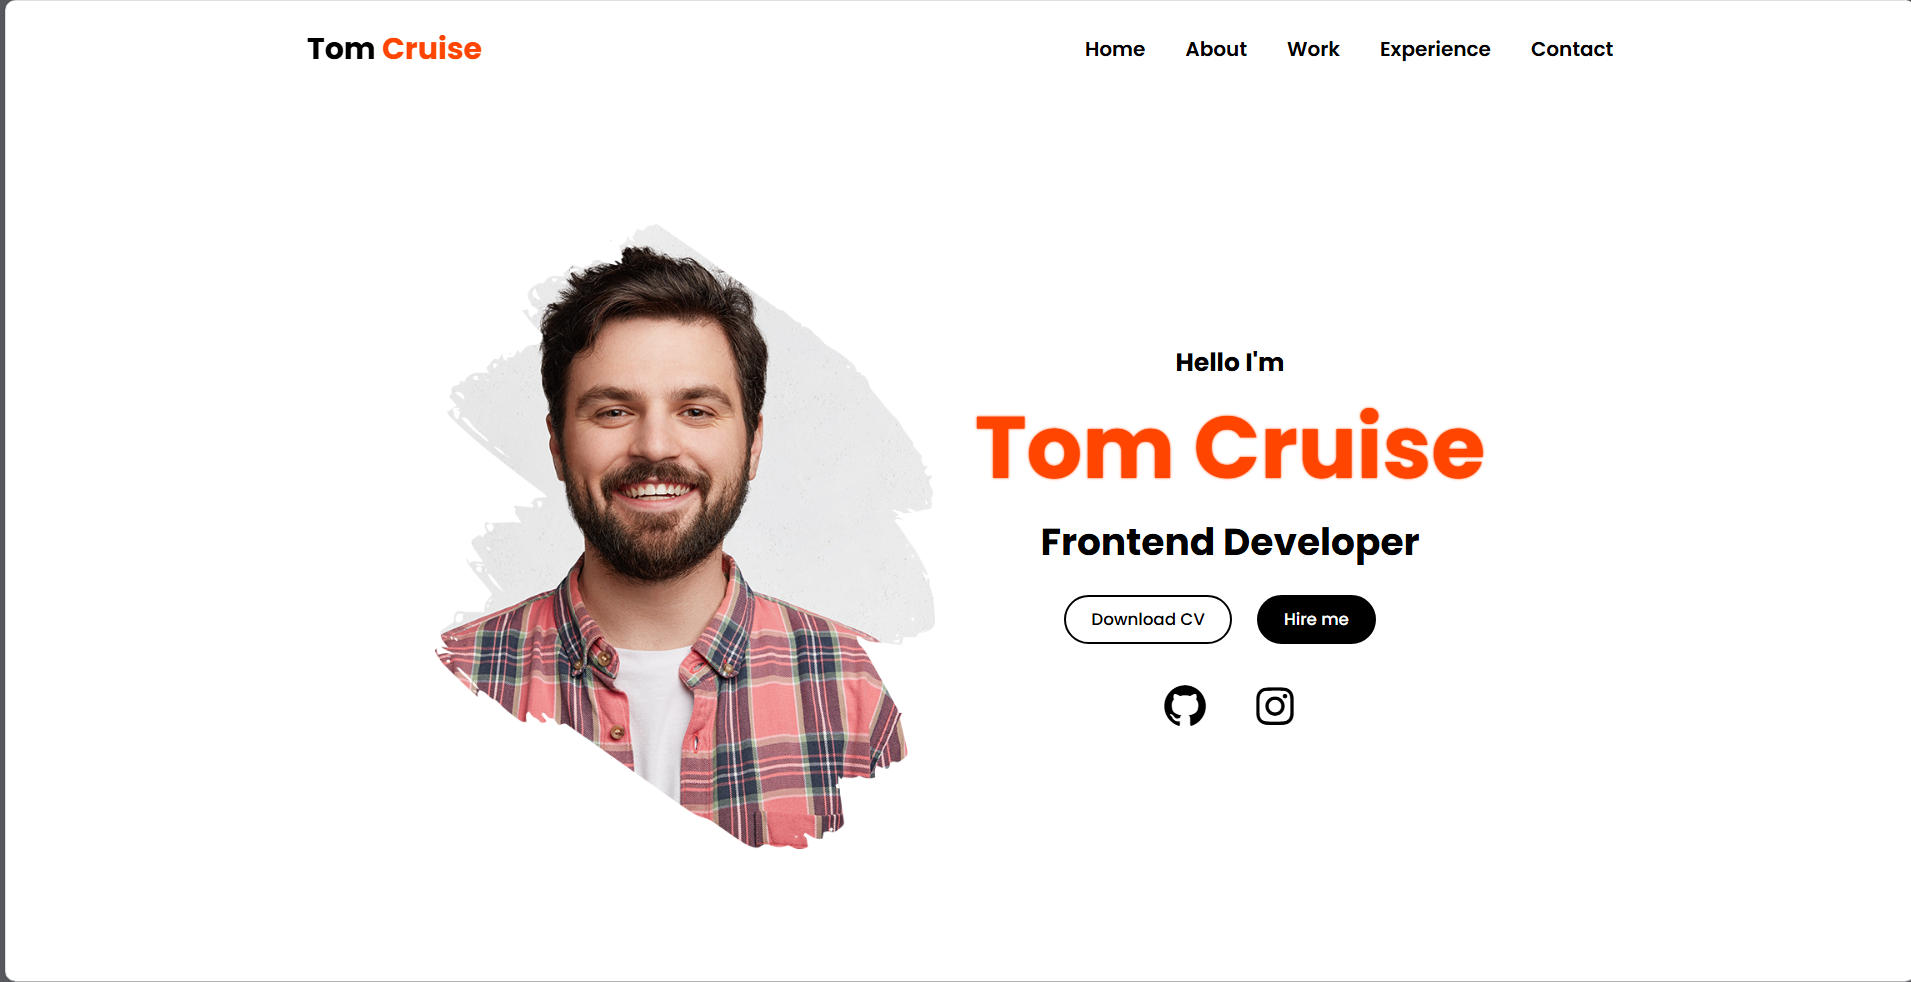 Tom Cruise
Home About Work Experience Contact
Hello I'm
Tom Cruise
Frontend Developer
Download CV Hire me